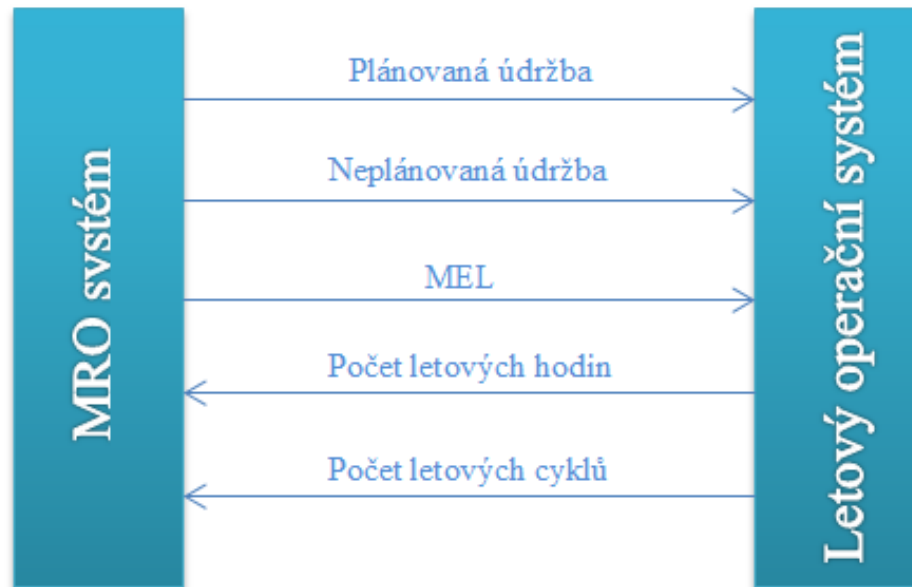 MRO systém
Plánovaná údržba
Neplánovaná údržba
MEL
Počet letových hodin
Počet letových cyklů
Letový operační systém